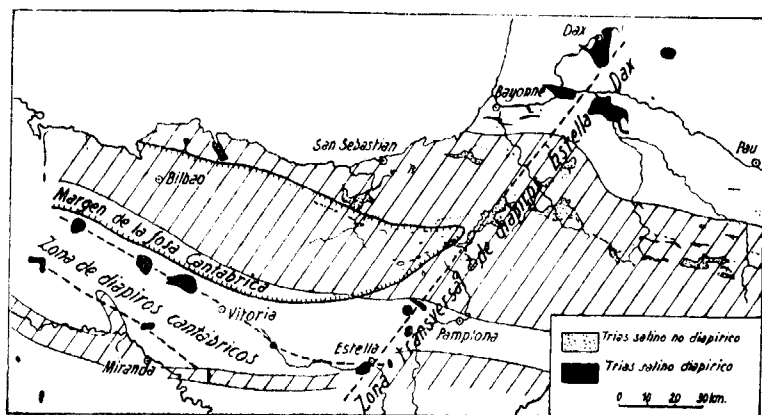 Dax
Dax
Bayonne
Pau
San Sebastian
Bilbao
Estella
Margen de la fosa Cantabrica
Zona de diapiros cantabricos
Vitoria
Zona transversal de diapiros
Pamplona
Estella
Miranda
Trias salino no diapirico
Trias salino diapirico
0 10 20 30 km.